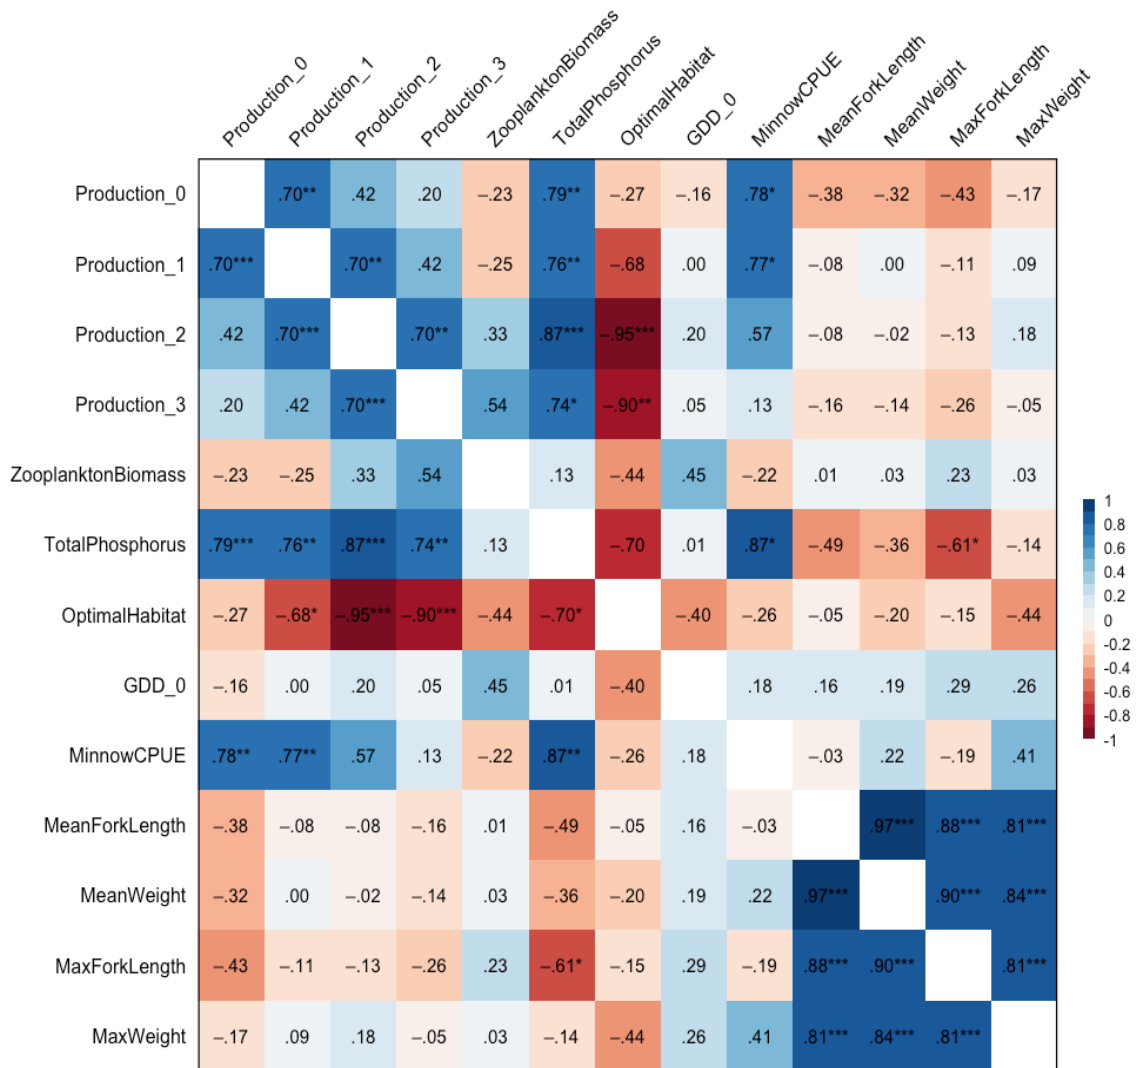 Production_0 Production_1 Production_2 Production_3 ZooplanktonBiomass TotalPhosphorus OptimalHabitat GDD_0 MinnowCPUE MeanForkLength MeanWeight MaxForkLength MaxWeight
Production_0 .70** .42 .20 −.23 .79** −.27 −.16 .78* −.38 −.32 −.43 −.17
Production_1 .70*** .70** .42 −.25 .76** −.68 .00 .77* −.08 .00 −.11 .09
Production_2 .42 .70*** .70** .33 .87*** −.95*** .20 .57 −.08 −.02 −.13 .18
Production_3 .20 .42 .70*** .54 .74* −.90** .05 .13 −.16 −.14 −.26 −.05
ZooplanktonBiomass −.23 −.25 .33 .54 .13 −.44 .45 −.22 .01 .03 .23 .03
TotalPhosphorus .79*** .76** .87*** .74** .13 −.70 .01 .87* −.49 −.36 −.61* −.14
OptimalHabitat −.27 −.68* −.95*** −.90*** −.44 −.70* −.40 −.26 −.05 −.20 −.15 −.44
GDD_0 −.16 .00 .20 .05 .45 .01 −.40 .18 .16 .19 .29 .26
MinnowCPUE .78** .77** .57 .13 −.22 .87** −.26 .18 −.03 .22 −.19 .41
MeanForkLength −.38 −.08 −.08 −.16 .01 −.49 −.05 .16 −.03 .97*** .88*** .81***
MeanWeight −.32 .00 −.02 −.14 .03 −.36 −.20 .19 .22 .97*** .90*** .84***
MaxForkLength −.43 −.11 −.13 −.26 .23 −.61* −.15 .29 −.19 .88*** .90*** .81***
MaxWeight −.17 .09 .18 −.05 .03 −.14 −.44 .26 .41 .81*** .84*** .81***
1
0.8
0.6
0.4
0.2
0
-0.2
-0.4
-0.6
-0.8
-1